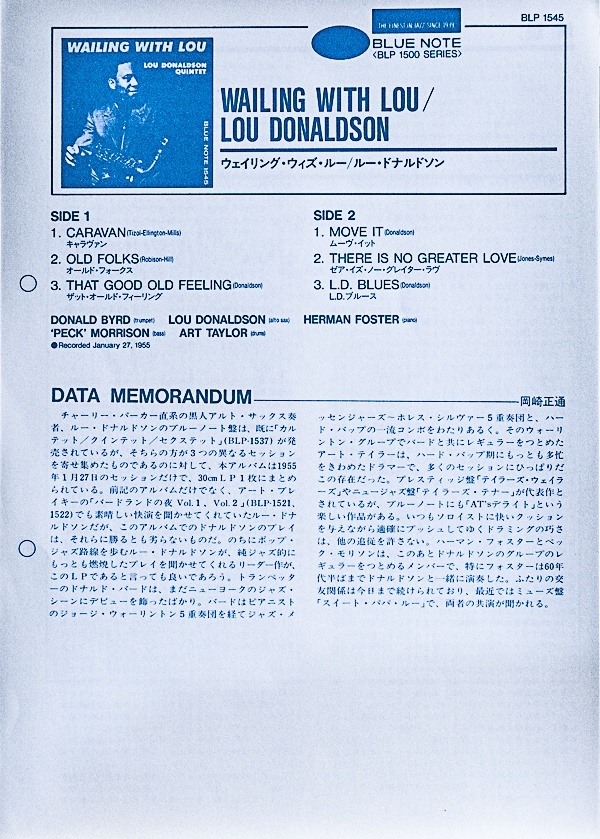 BLP 1545
THE FINEST IN JAZZ SINCE 1939
BLUE NOTE
〈BLP 1500 SERIES〉
WAILING WITH LOU
LOU DONALDSON
QUINTET
BLUE NOTE 1545
WAILING WITH LOU/
LOU DONALDSON
ウェイリング・ウィズ・ルー/ルー・ドナルドソン
SIDE 1
1. CARAVAN(Tizol-Ellington-Mills)
キャラヴァン
2. OLD FOLKS(Robison-Hill)
オールド・フォークス
3. THAT GOOD OLD FEELING(Donaldson)
ザット・オールド・フィーリング
SIDE 2
1. MOVE IT(Donaldson)
ムーヴ・イット
2. THERE IS NO GREATER LOVE(Jones-Symes)
ゼア・イズ・ノー・グレイター・ラヴ
3. L.D. BLUES(Donaldson)
L.D.ブルース
DONALD BYRD (trumpet) LOU DONALDSON (alto sax) HERMAN FOSTER (piano)
'PECK' MORRISON (bass) ART TAYLOR (drums)
●Recorded January 27, 1955
DATA MEMORANDUM
岡崎正通
チャーリー・パーカー直系の黒人アルト・サックス奏
者、ルー・ドナルドソンのブルーノート盤は、既に「カル
テット/クインテット/セクステット」(BLP-1537)が発
売されているが、そちらの方が3つの異なるセッション
を寄せ集めたものであるのに対して、本アルバムは1955
年1月27日のセッションだけで、30cmLP1枚にまとめ
られている。前記のアルバムだけでなく、アート・ブレ
イキーの「バードランドの夜 Vol.1、Vol.2」(BLP-1521,
1522)でも素晴しい快演を聞かせてくれていたルー・ドナ
ルドソンだが、このアルバムでのドナルドソンのプレイ
は、それらに勝るとも劣らないものだ。のちにポップ・
ジャズ路線を歩むルー・ドナルドソンが、純ジャズ的に
もっとも燃焼したプレイを聞かせてくれるリーダー作が、
このLPであると言っても良いであろう。トランペッタ
ーのドナルド・バードは、まだニューヨークのジャズ・
シーンにデビューを飾ったばかり。バードはピアニスト
のジョージ・ウォーリントン5重奏団を経てジャズ・メ
ッセンジャーズ〜ホレス・シルヴァー5重奏団と、ハー
ド・バップの一流コンボをわたりあるく。そのウォーリ
ントン・グループでバードと共にレギュラーをつとめた
アート・テイラーは、ハード・バップ期にもっとも多忙
をきわめたドラマーで、多くのセッションにひっぱりだ
この存在だった。プレスティッジ盤「テイラーズ・ウェイラ
ーズ」やニュージャズ盤「テイラーズ・テナー」が代表作と
されているが、ブルーノートにも「AT'sデライト」という
楽しい作品がある。いつもソロイストに快いクッション
を与えながら適確にプッシュしてゆくドラミングの巧さ
は、他の追従を許さない。ハーマン・フォスターとペッ
ク・モリソンは、このあとドナルドソンのグループのレ
ギュラーをつとめるメンバーで、特にフォスターは60年
代半ばまでドナルドソンと一緒に演奏した。ふたりの交
友関係は今日まで続けられており、最近ではミューズ盤
「スイート・パパ・ルー」で、両者の共演が聞かれる。